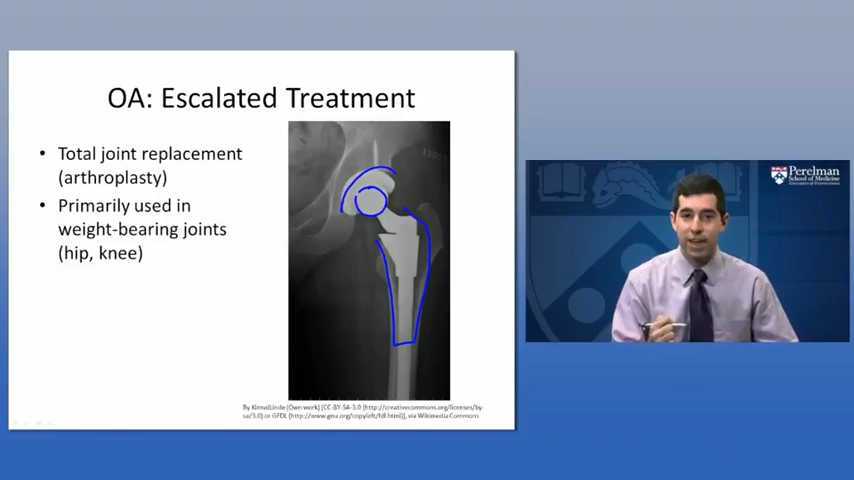 OA: Escalated Treatment
• Total joint replacement
(arthroplasty)
• Primarily used in
weight-bearing joints
(hip, knee)
By Kimvdlinde (Own work) [CC-BY-SA-3.0 (http://creativecommons.org/licenses/by-
sa/3.0) or GFDL (http://www.gnu.org/copyleft/fdl.html)], via Wikimedia Commons
Perelman
School of Medicine
University of Pennsylvania